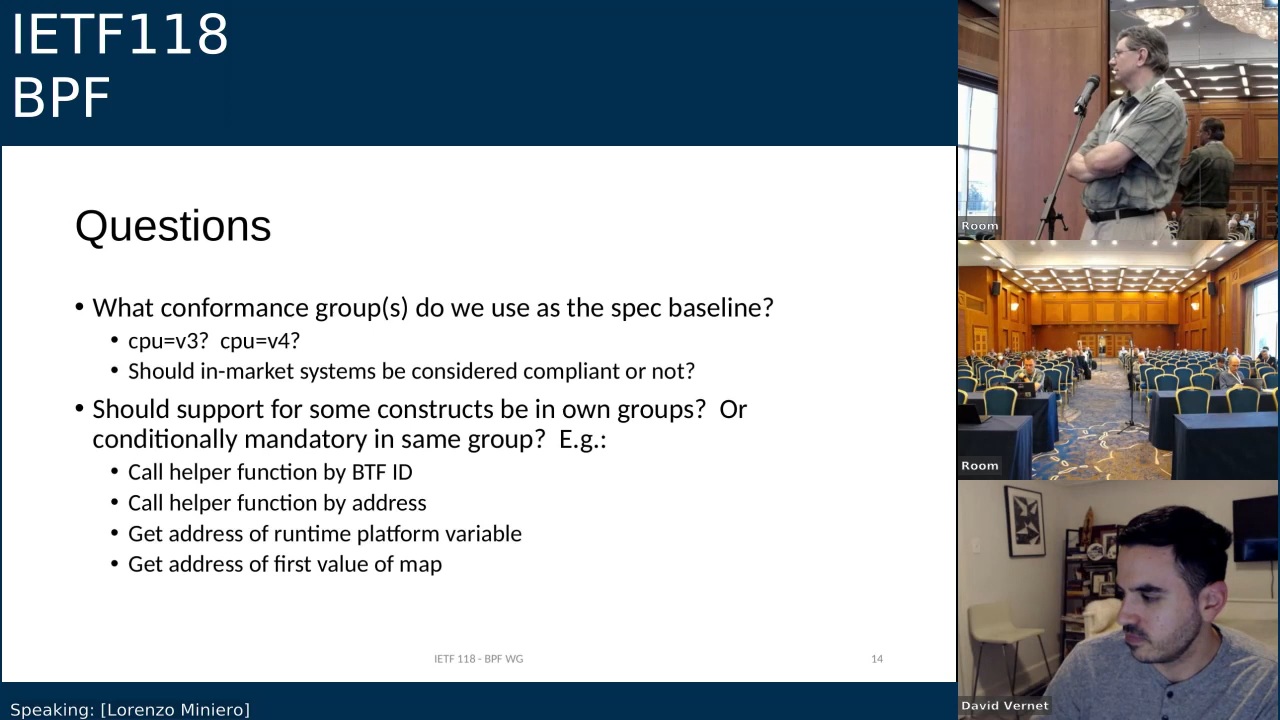 IETF118
BPF
Questions
• What conformance group(s) do we use as the spec baseline?
• cpu=v3?  cpu=v4?
• Should in-market systems be considered compliant or not?
• Should support for some constructs be in own groups?  Or
conditionally mandatory in same group?  E.g.:
• Call helper function by BTF ID
• Call helper function by address
• Get address of runtime platform variable
• Get address of first value of map
IETF 118 - BPF WG
14
Speaking: [Lorenzo Miniero]
Room
Room
David Vernet